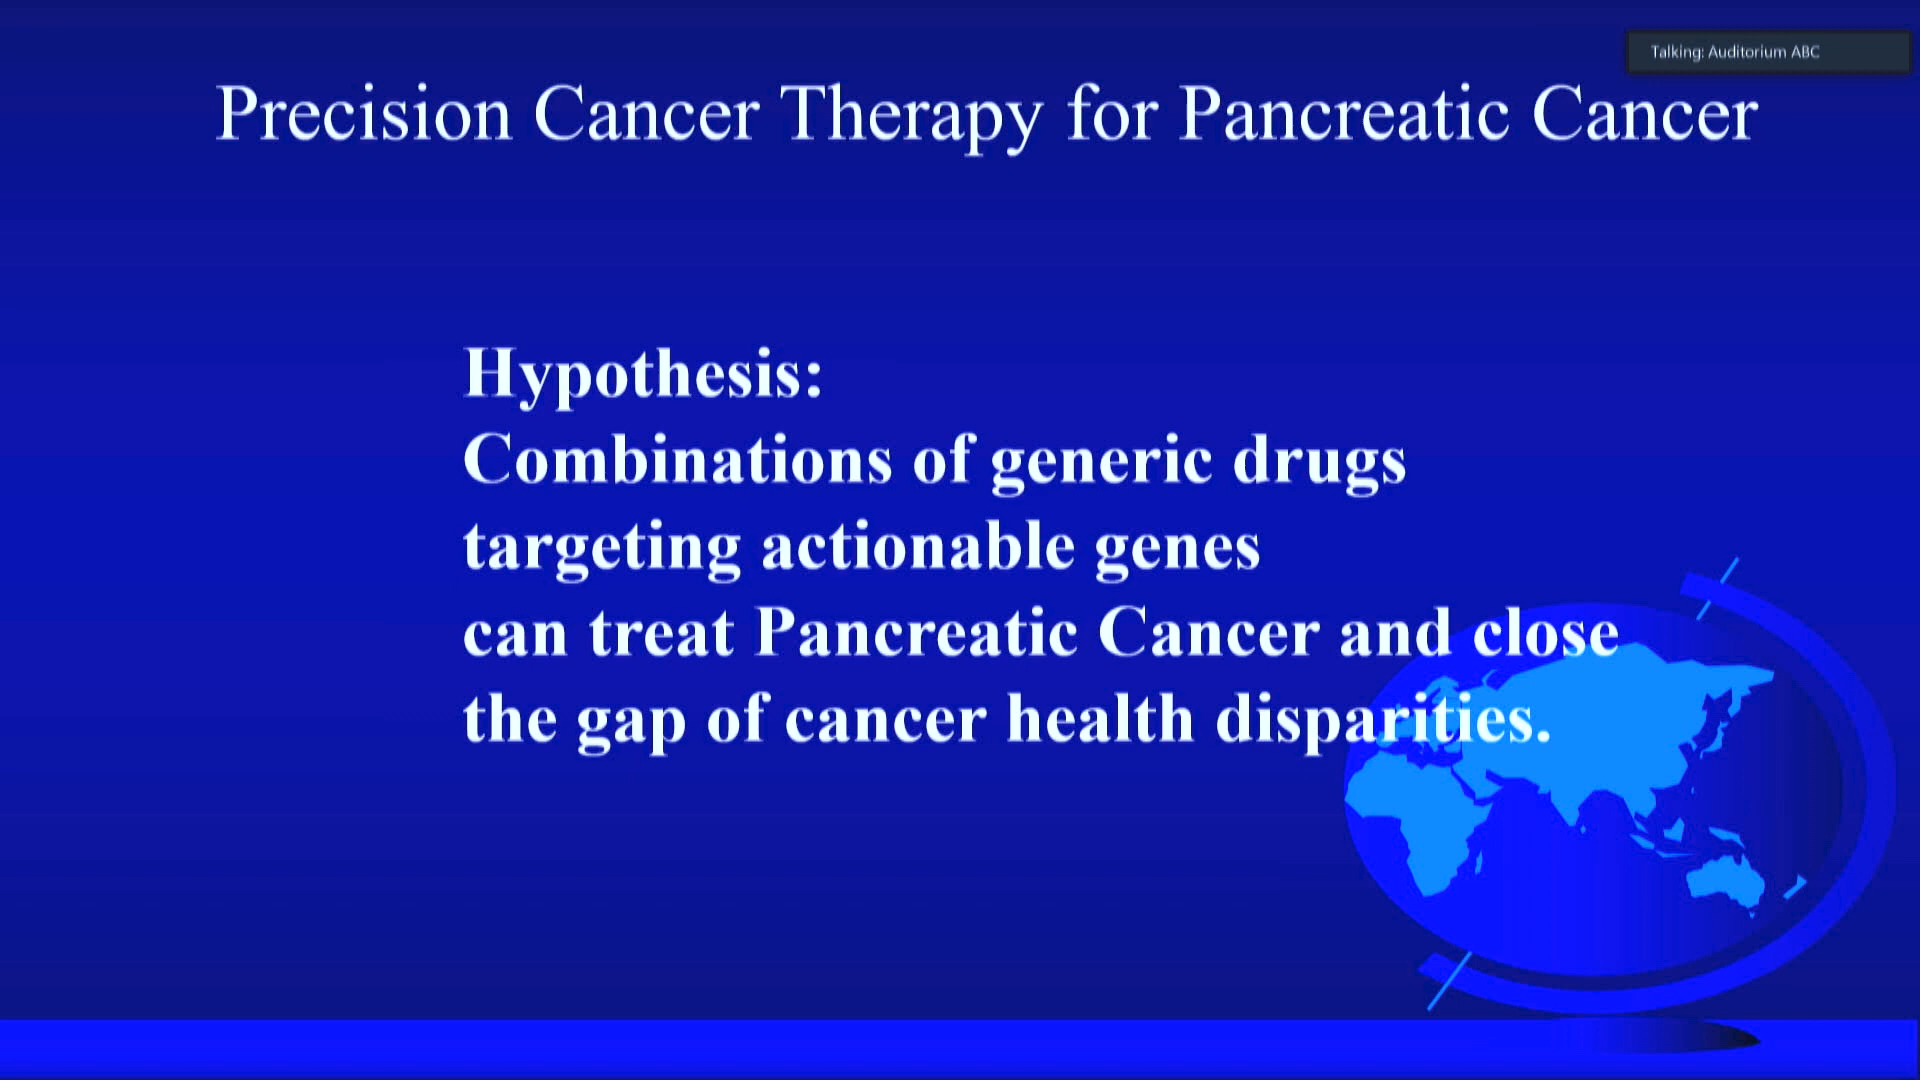 Talking: Auditorium ABC
Precision Cancer Therapy for Pancreatic Cancer
Hypothesis:
Combinations of generic drugs
targeting actionable genes
can treat Pancreatic Cancer and close
the gap of cancer health disparities.